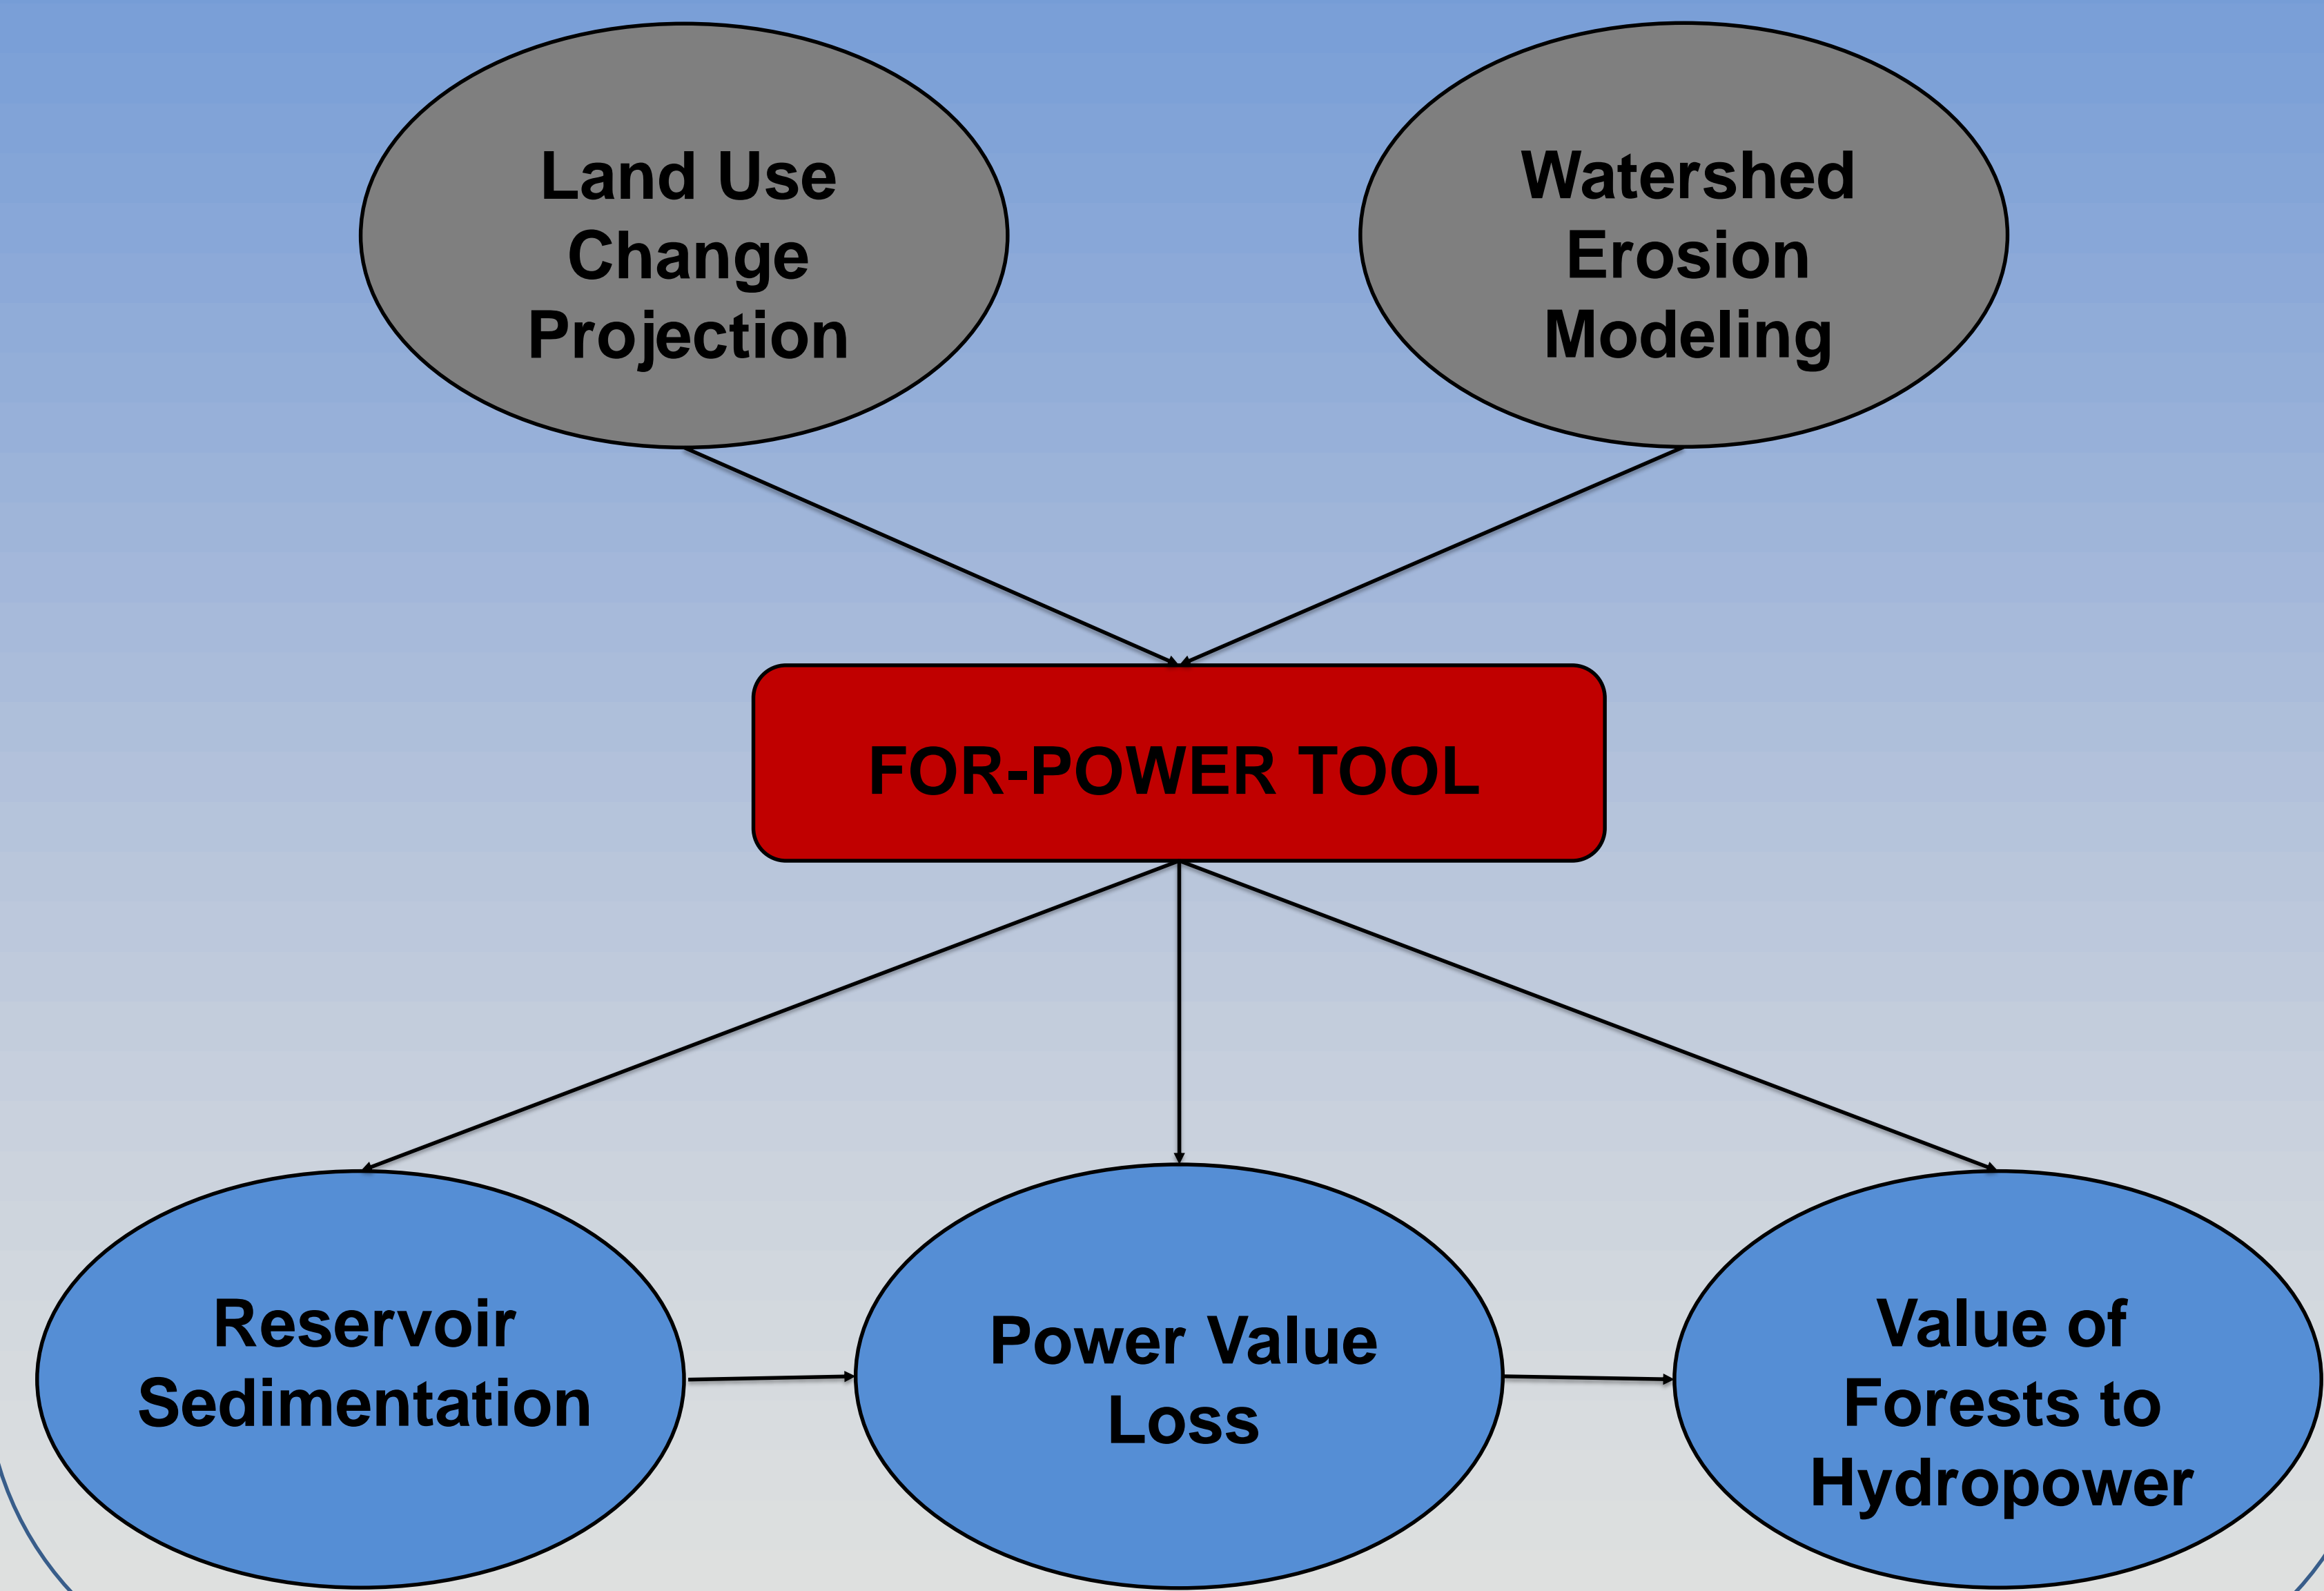 Land Use
Change
Projection
Watershed
Erosion
Modeling
FOR-POWER TOOL
Reservoir
Sedimentation
Power Value
Loss
Value of
Forests to
Hydropower